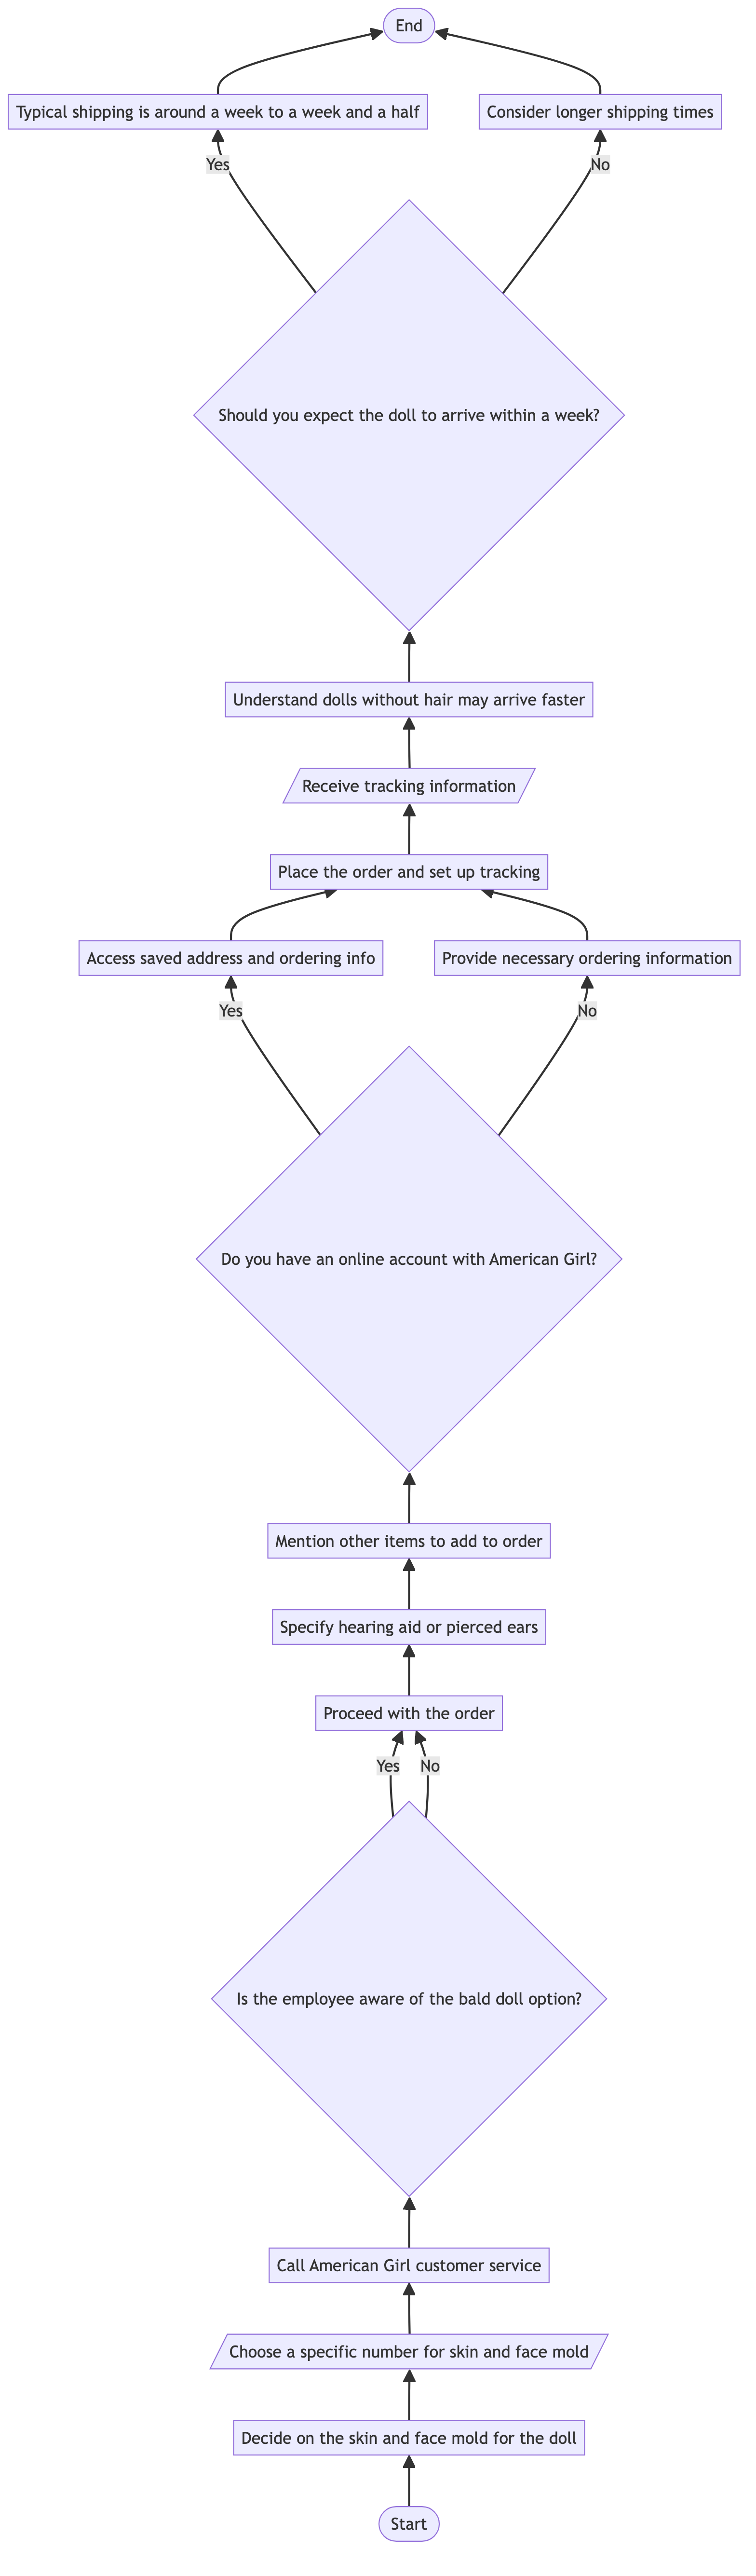 End
Typical shipping is around a week to a week and a half
Consider longer shipping times
Yes
No
Should you expect the doll to arrive within a week?
Understand dolls without hair may arrive faster
Receive tracking information
Place the order and set up tracking
Access saved address and ordering info
Provide necessary ordering information
Yes
No
Do you have an online account with American Girl?
Mention other items to add to order
Specify hearing aid or pierced ears
Proceed with the order
Yes
No
Is the employee aware of the bald doll option?
Call American Girl customer service
Choose a specific number for skin and face mold
Decide on the skin and face mold for the doll
Start